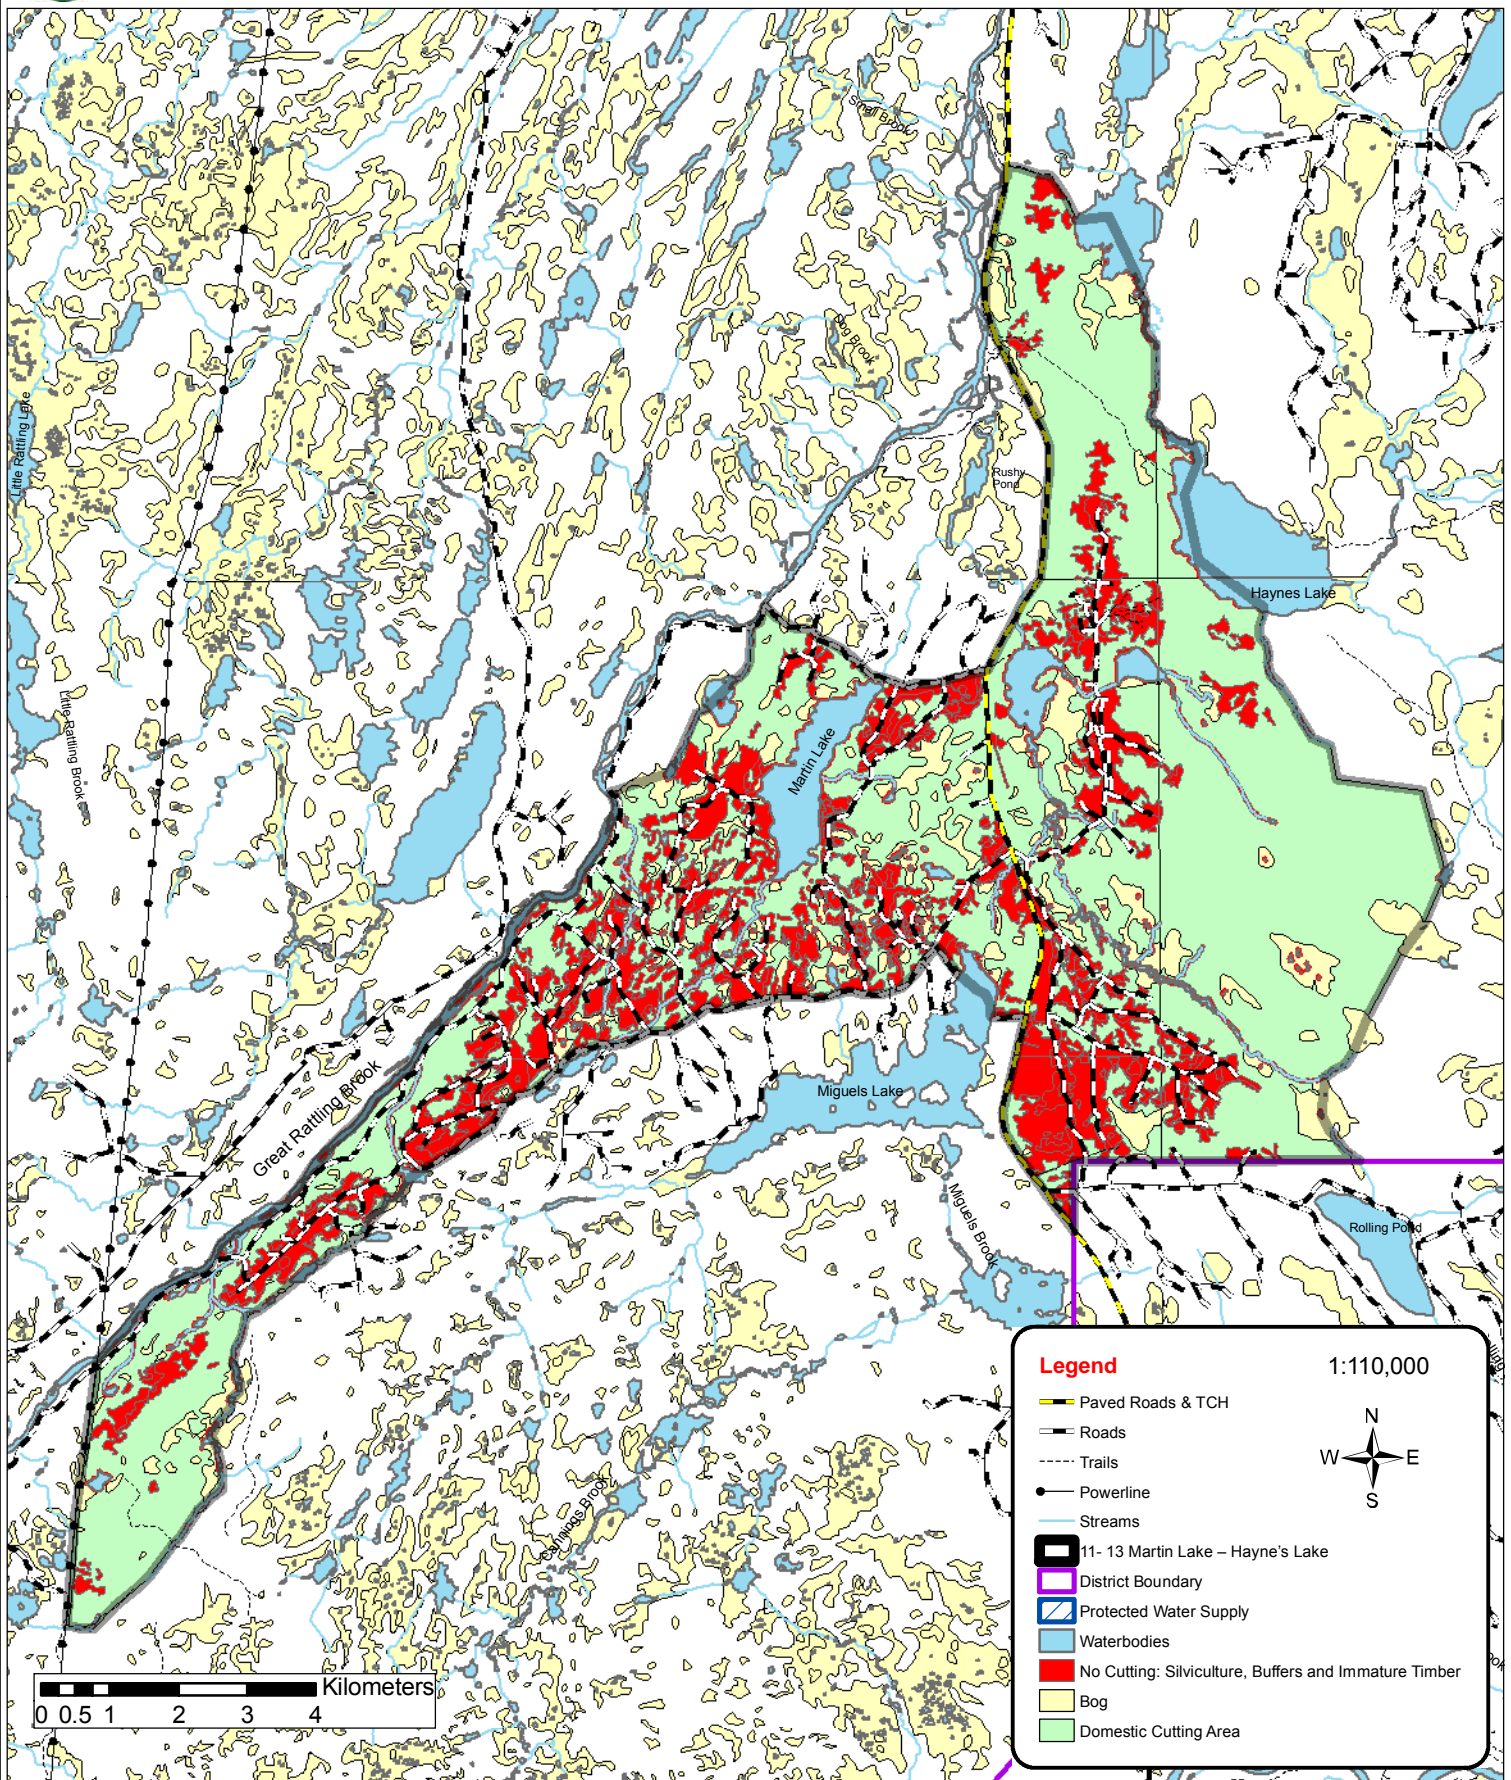 Small Brook
Bog Brook
Little Rattling Lake
Rushy
Pond
Haynes Lake
Little Rattling Brook
Martin Lake
Great Rattling Brook
Miguels Lake
Miguels Brook
Rolling Pond
Cannings Brook
Legend
1:110,000
Paved Roads & TCH
Roads
Trails
Powerline
Streams
11- 13 Martin Lake – Hayne's Lake
District Boundary
Protected Water Supply
Waterbodies
No Cutting: Silviculture, Buffers and Immature Timber
Bog
Domestic Cutting Area
N
W E
S
Kilometers
0 0.5 1 2 3 4